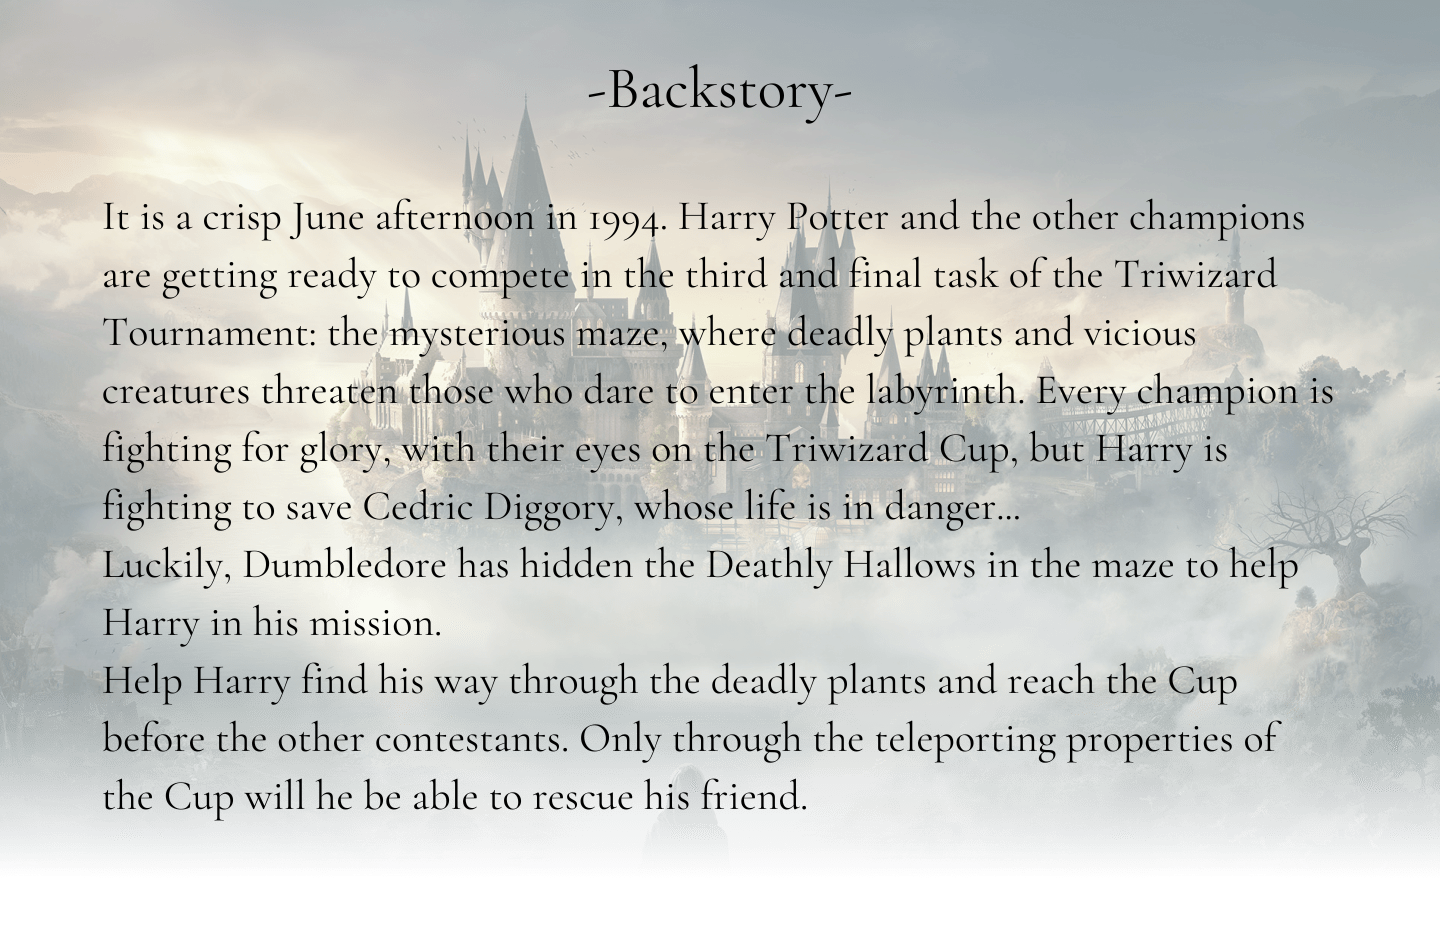 -Backstory-
It is a crisp June afternoon in 1994. Harry Potter and the other champions
are getting ready to compete in the third and final task of the Triwizard
Tournament: the mysterious maze, where deadly plants and vicious
creatures threaten those who dare to enter the labyrinth. Every champion is
fighting for glory, with their eyes on the Triwizard Cup, but Harry is
fighting to save Cedric Diggory, whose life is in danger...
Luckily, Dumbledore has hidden the Deathly Hallows in the maze to help
Harry in his mission.
Help Harry find his way through the deadly plants and reach the Cup
before the other contestants. Only through the teleporting properties of
the Cup will he be able to rescue his friend.